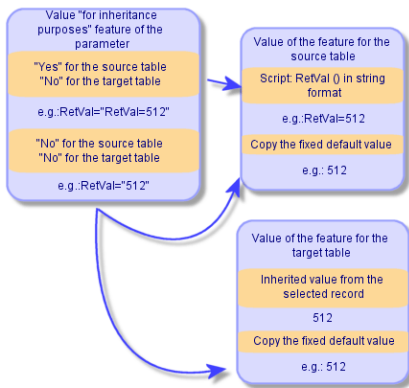 Value "for inheritance
purposes" feature of the
parameter
"Yes" for the source table
"No" for the target table
e.g.:RetVal="RetVal=512"
"No" for the source table
"No" for the target table
e.g.:RetVal="512"
Value of the feature for the
source table
Script: RetVal () in string
format
e.g.:RetVal=512
Copy the fixed default value
e.g.: 512
Value of the feature for the
target table
Inherited value from the
selected record
512
Copy the fixed default value
e.g.: 512